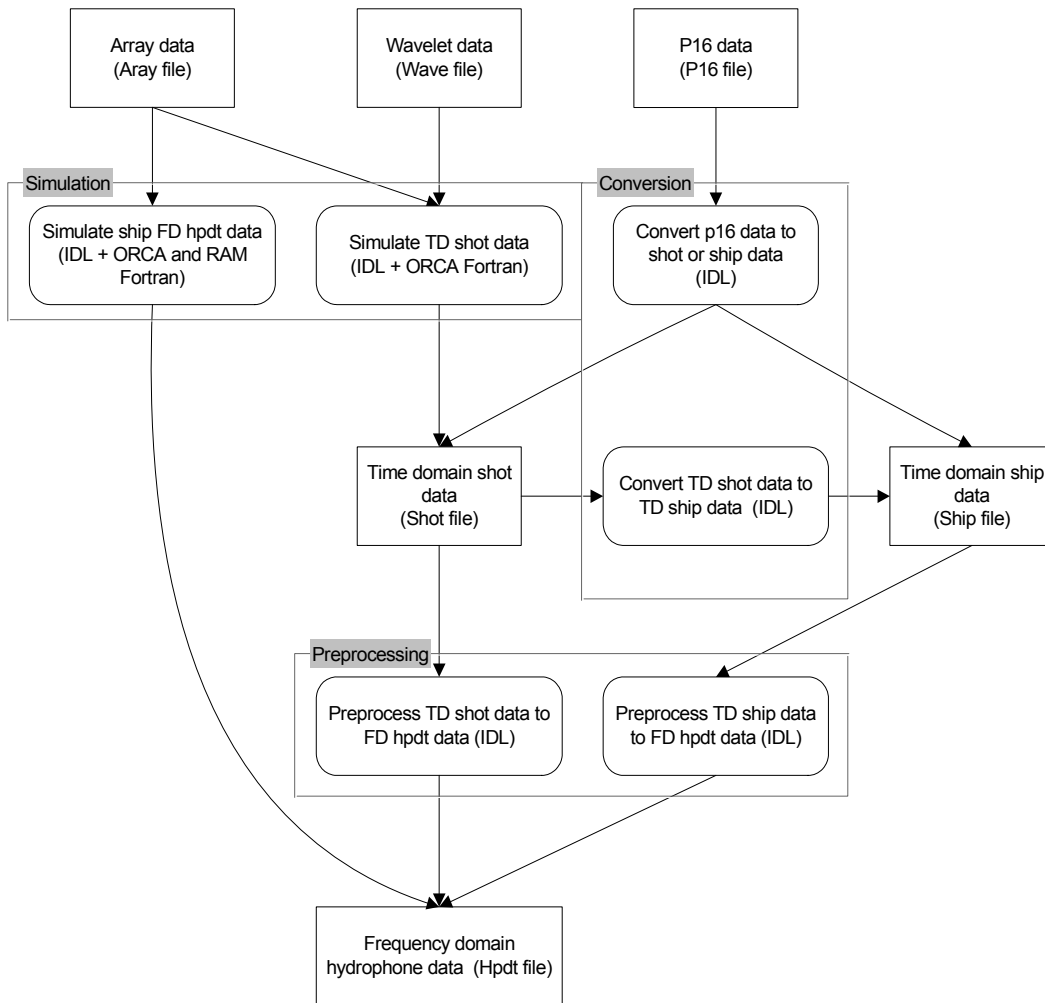 Array data
(Aray file)
Wavelet data
(Wave file)
P16 data
(P16 file)
Simulation
Conversion
Simulate ship FD hpdt data
(IDL + ORCA and RAM
Fortran)
Simulate TD shot data
(IDL + ORCA Fortran)
Convert p16 data to
shot or ship data
(IDL)
Time domain shot
data
(Shot file)
Convert TD shot data to
TD ship data (IDL)
Time domain ship
data
(Ship file)
Preprocessing
Preprocess TD shot data to
FD hpdt data (IDL)
Preprocess TD ship data
to FD hpdt data (IDL)
Frequency domain
hydrophone data (Hpdt file)